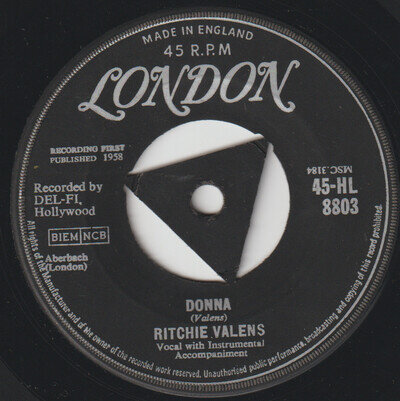 MADE IN ENGLAND
45 R.P.M
LONDON
RECORDING FIRST
PUBLISHED 1958
Recorded by
DEL-FI,
Hollywood
BIEM NCB
Aberbach
(London)
MSC. 3184
45-HL
8803
DONNA
(Valens)
RITCHIE VALENS
Vocal with Instrumental
Accompaniment
All rights of the Manufacturer and of the owner of the recorded work reserved. Unauthorised public performance, broadcasting and copying of this record prohibited.